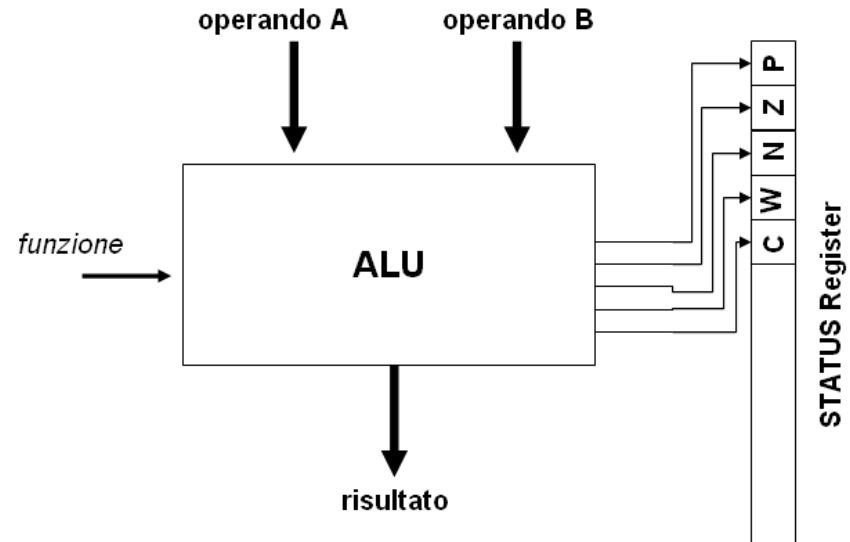 operando A
operando B
P
Z
N
W
C
funzione
ALU
STATUS Register
risultato